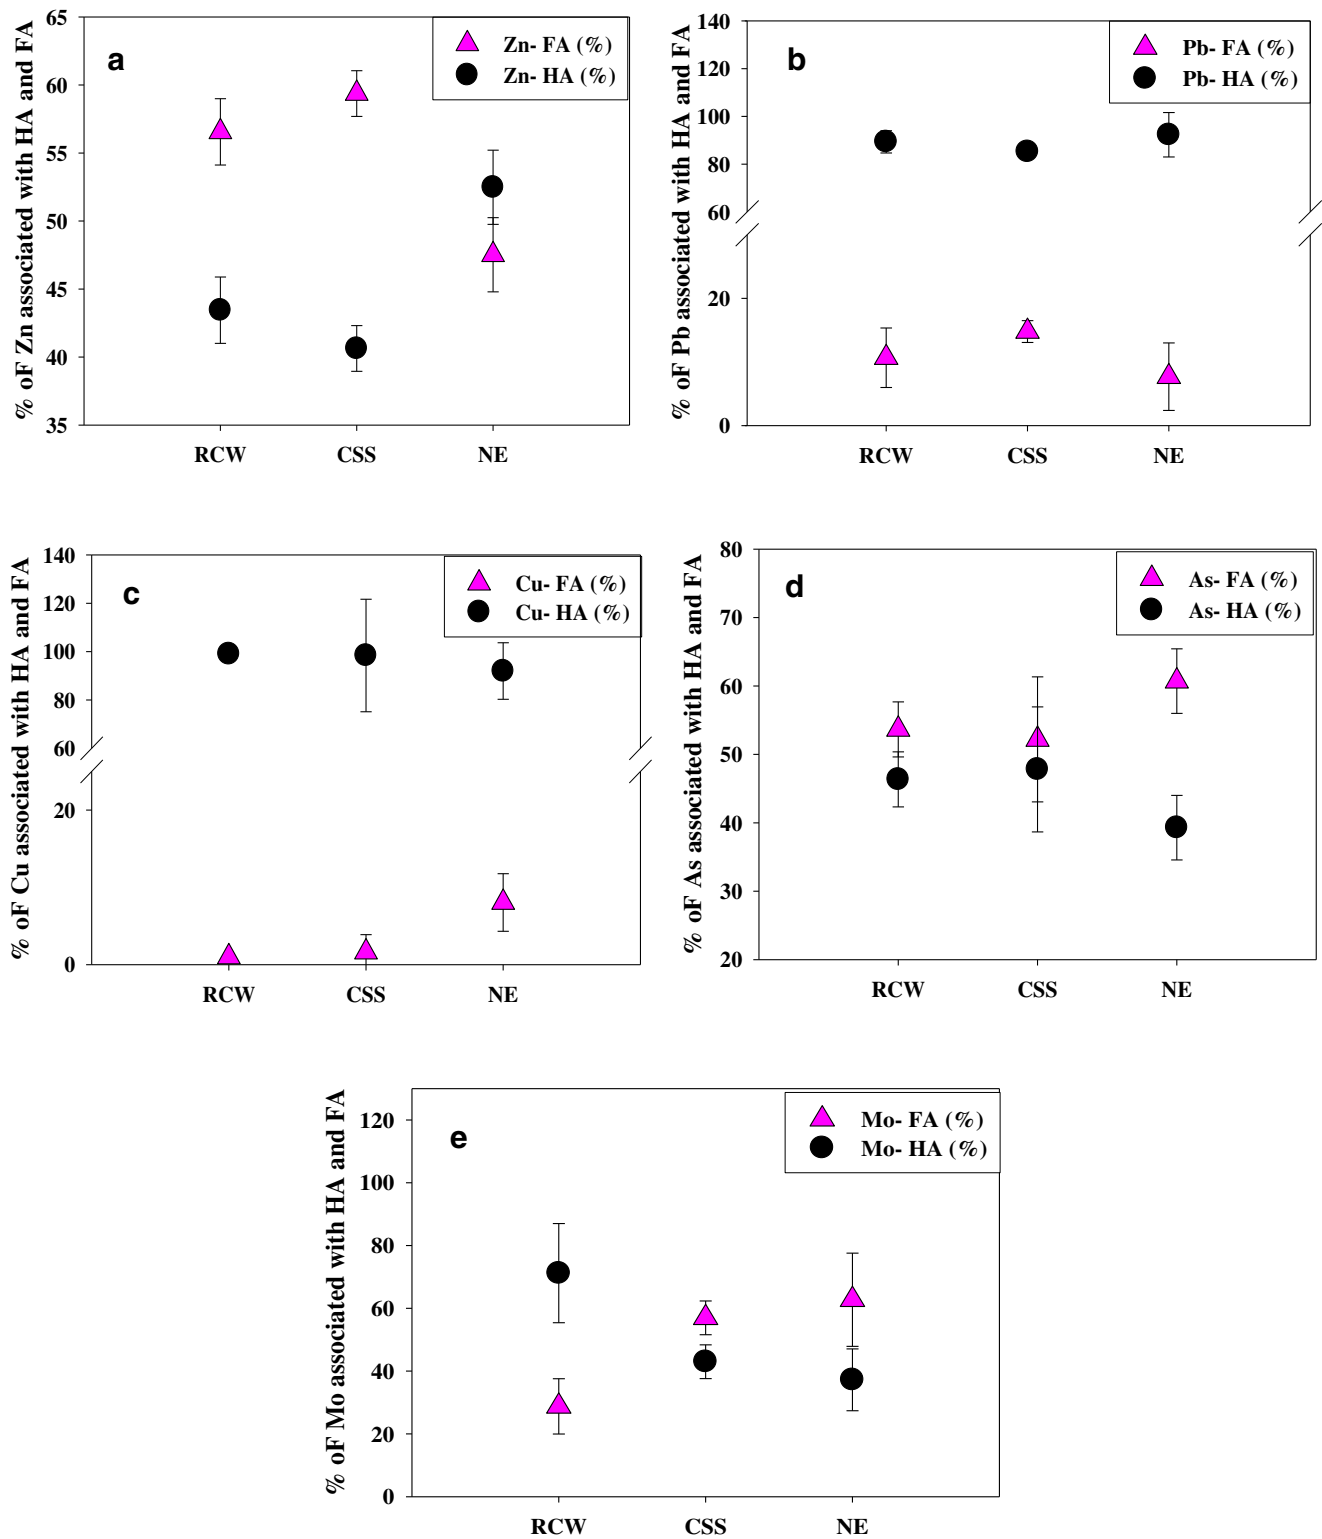 % oF Zn associated with HA and FA
65
60
55
50
45
40
35
a
Zn- FA (%)
Zn- HA (%)
RCW CSS NE
% oF Pb associated with HA and FA
140
120
100
80
60
20
0
b
Pb- FA (%)
Pb- HA (%)
RCW CSS NE
% oF Cu associated with HA and FA
140
120
100
80
60
20
0
c
Cu- FA (%)
Cu- HA (%)
RCW CSS NE
% oF As associated with HA and FA
80
70
60
50
40
30
20
d
As- FA (%)
As- HA (%)
RCW CSS NE
% oF Mo associated with HA and FA
120
100
80
60
40
20
0
e
Mo- FA (%)
Mo- HA (%)
RCW CSS NE